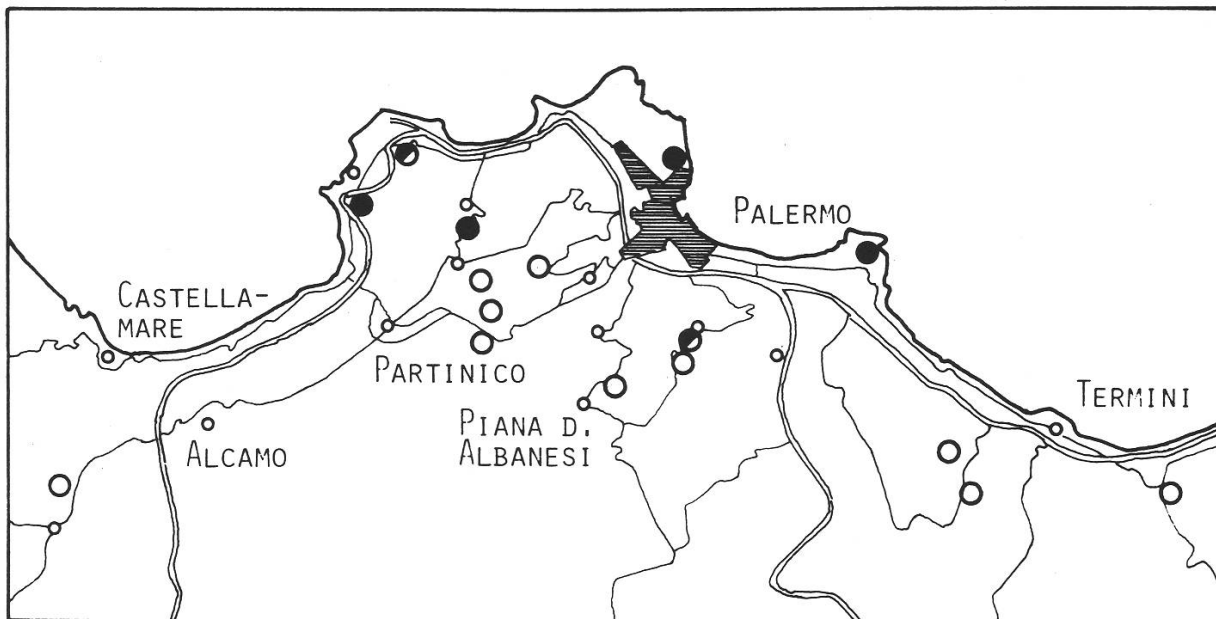 PALERMO
CASTELLA-
MARE
PARTINICO
TERMINI
PIANA D.
ALBANESI
ALCAMO